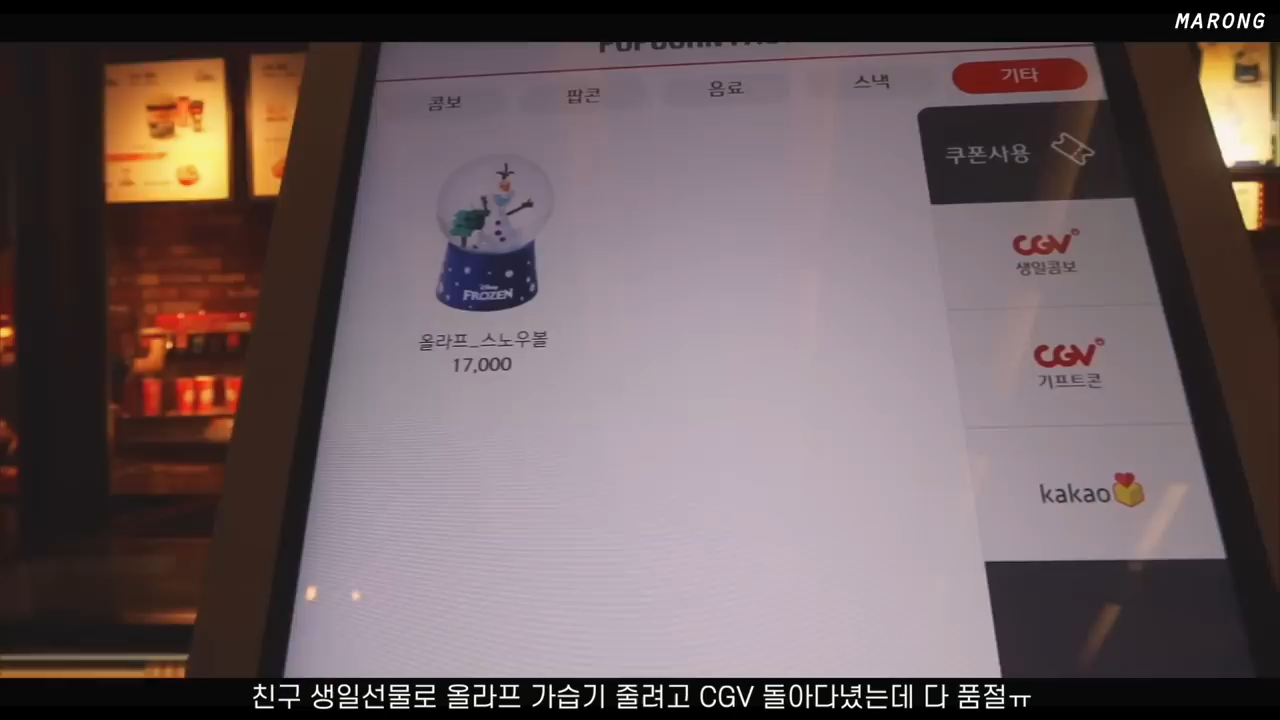 MARONG
콤보
팝콘
음료
스낵
기타
쿠폰사용
CGV
생일콤보
Disney
FROZEN
올라프_스노우볼
17,000
CGV
기프트콘
kakao
친구 생일선물로 올라프 가습기 줄려고 CGV 돌아다녔는데 다 품절ㅠ